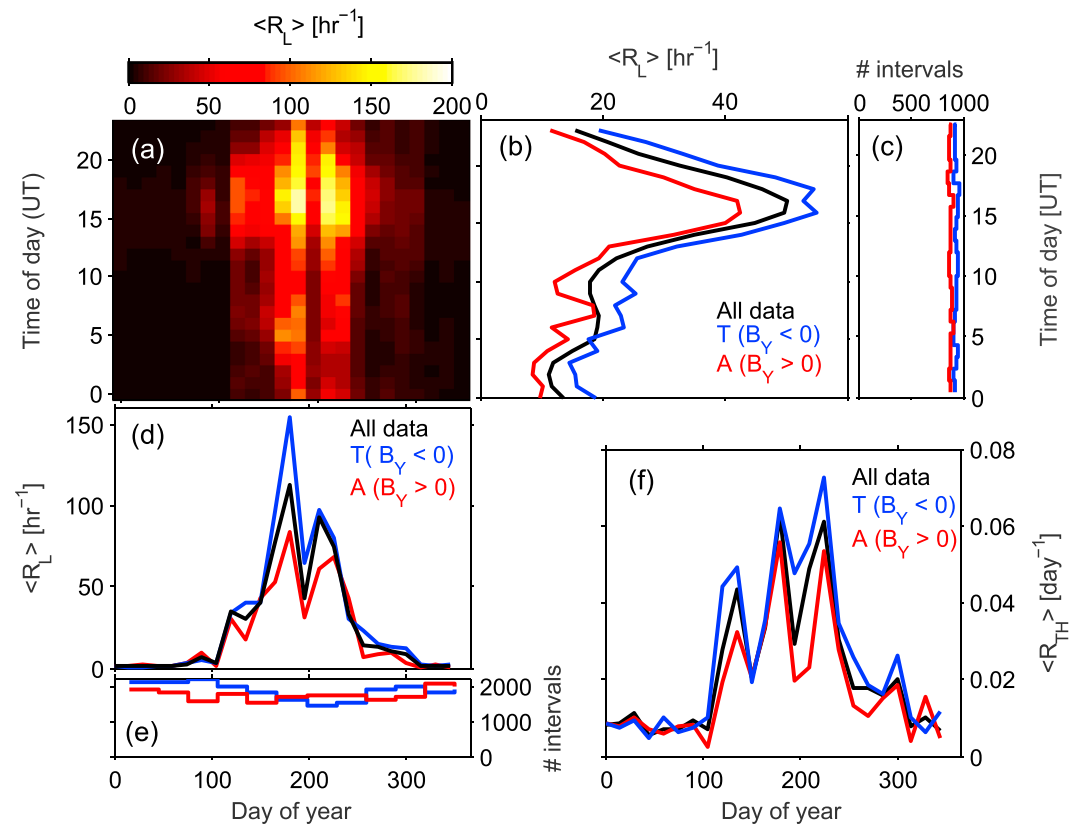 <R_L> [hr⁻¹]
0 50 100 150 200
(a)
Time of day (UT)
20
15
10
5
0
<R_L> [hr⁻¹]
0 20 40
(b)
All data
T (B_Y < 0)
A (B_Y > 0)
# intervals
0 500 1000
(c)
20
15
10
5
0
Time of day [UT]
(d)
All data
T( B_Y < 0)
A (B_Y > 0)
<R_L> [hr⁻¹]
150
100
50
0
(e)
2000
1000
0
# intervals
0 100 200 300
Day of year
(f)
All data
T (B_Y < 0)
A (B_Y > 0)
0.08
0.06
0.04
0.02
0
<R_TH> [day⁻¹]
0 100 200 300
Day of year